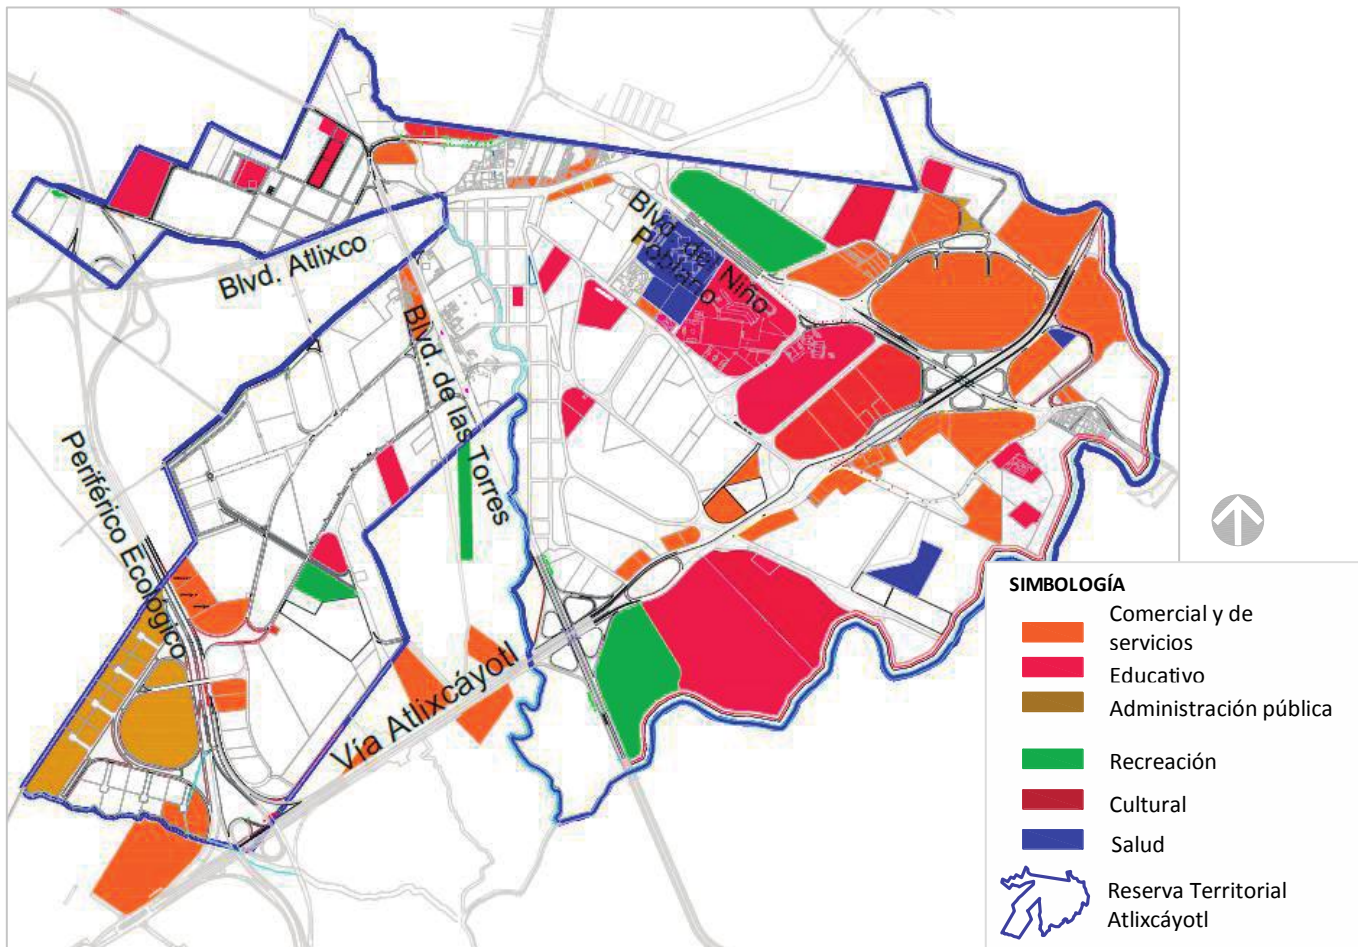 Blvd. Atlixco
Blvd. del Niño
Poblano
Blvd. de las Torres
Periférico Ecológico
Vía Atlixcáyotl
SIMBOLOGÍA
Comercial y de
servicios
Educativo
Administración pública
Recreación
Cultural
Salud
Reserva Territorial
Atlixcáyotl